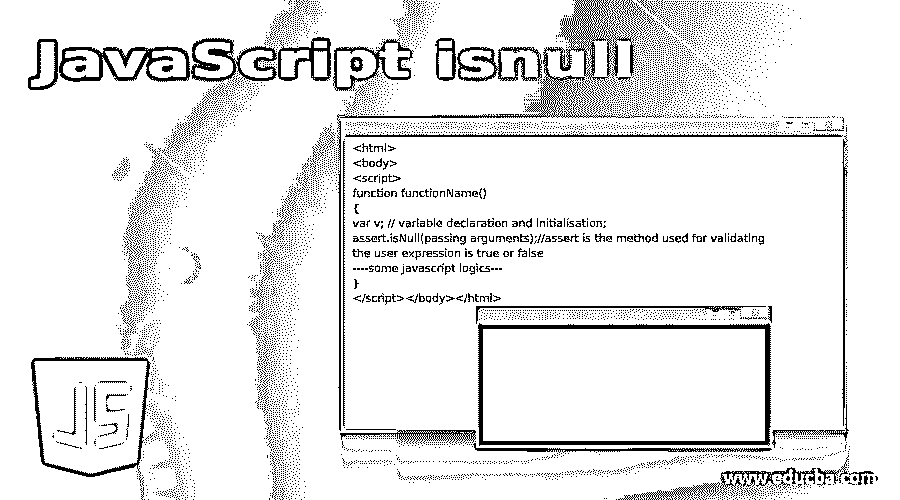 JavaScript isnull
<html>
<body>
<script>
function functionName()
{
var v; // variable declaration and initialisation;
assert.isNull(passing arguments);//assert is the method used for validating
the user expression is true or false
----some javascript logics---
}
</script></body></html>
JS
www.educba.com